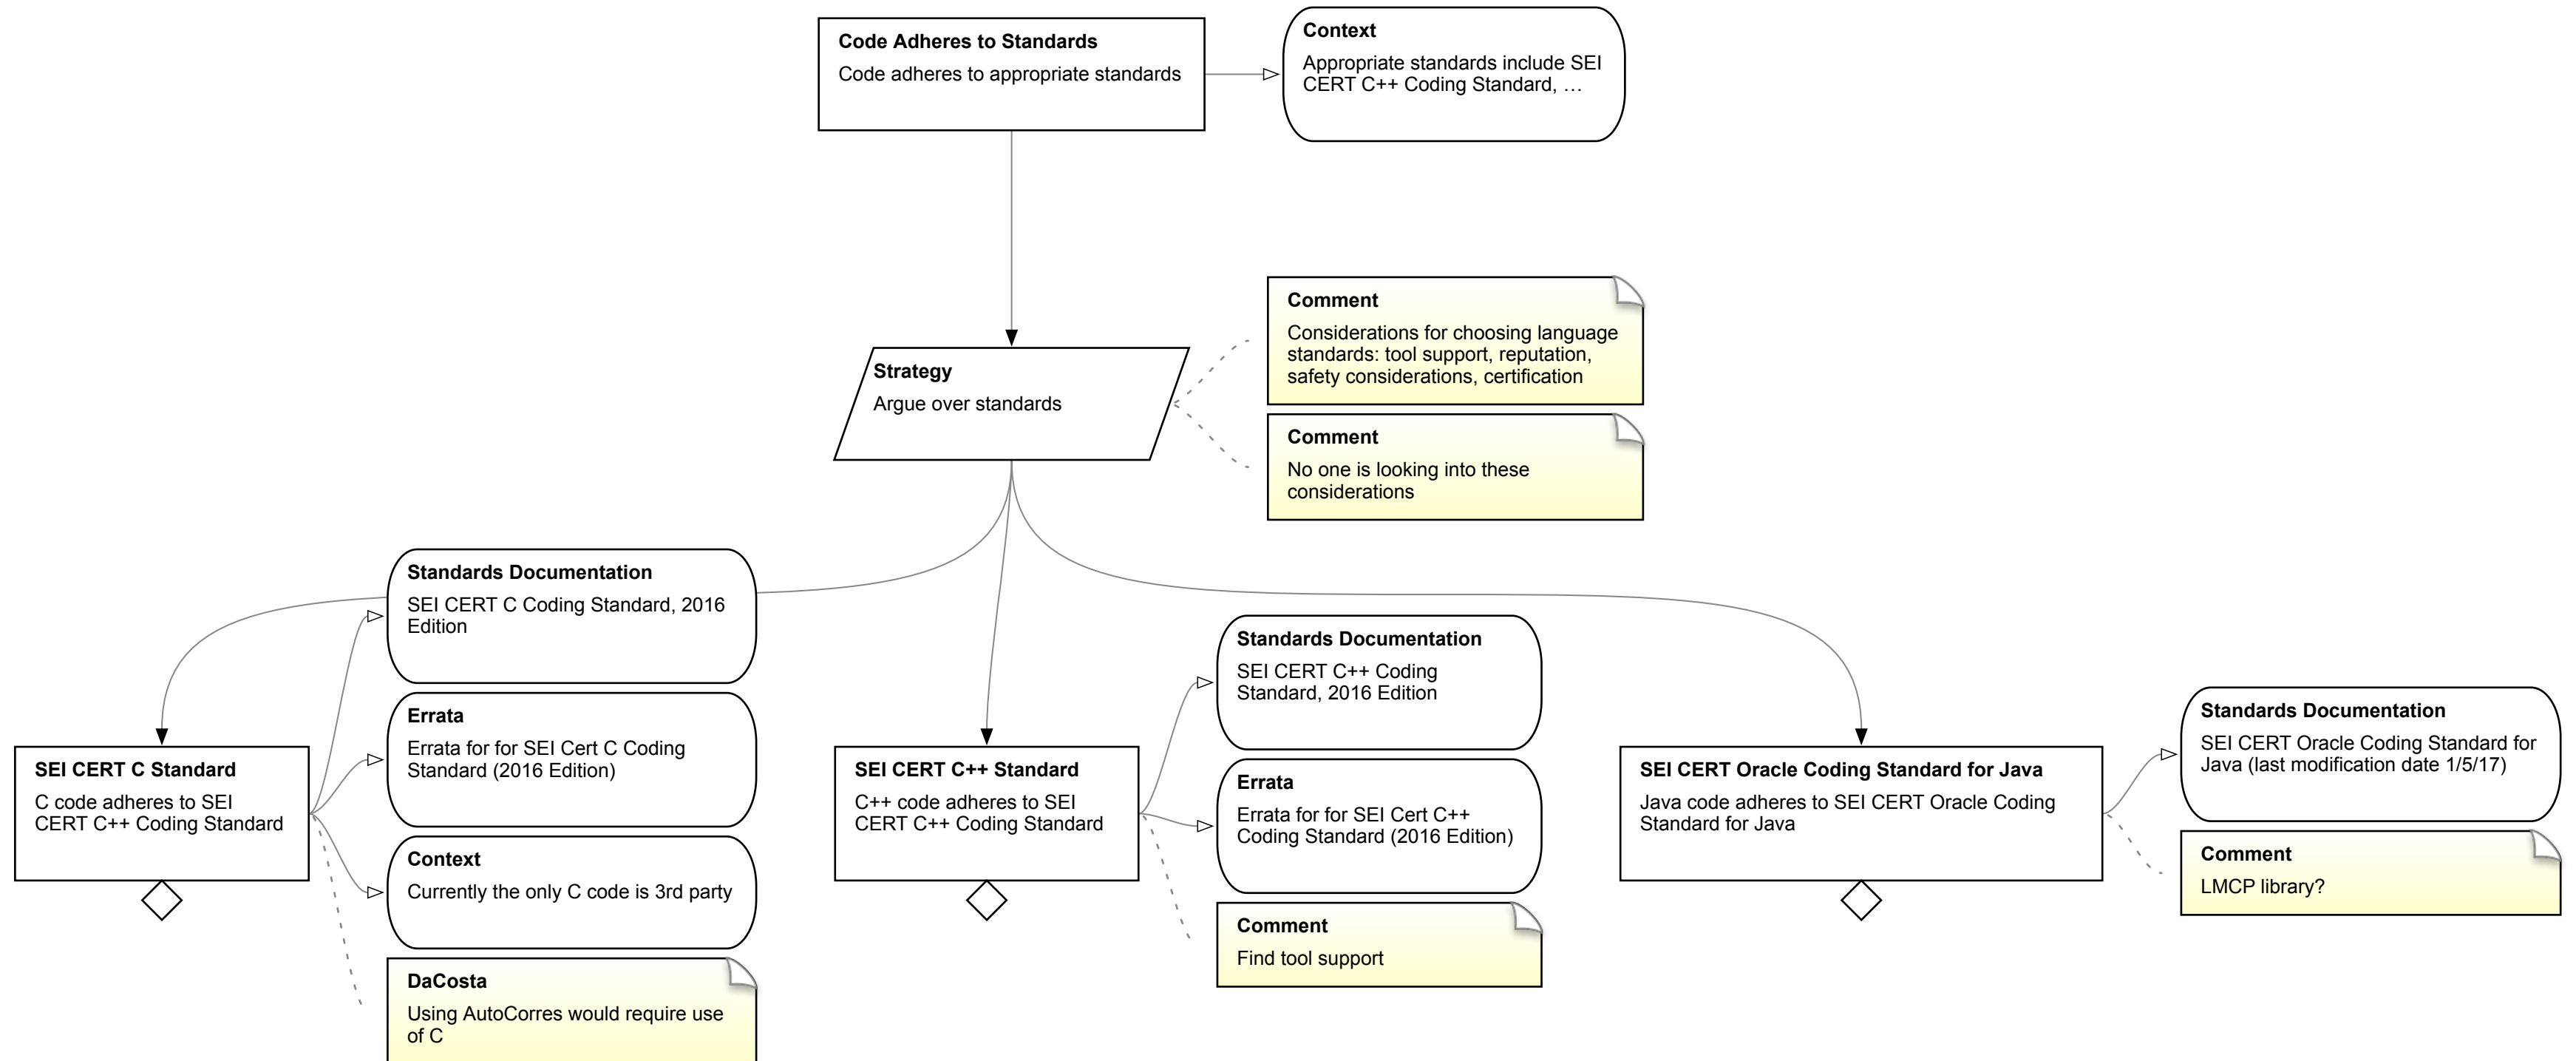 Code Adheres to Standards
Code adheres to appropriate standards
Context
Appropriate standards include SEI
CERT C++ Coding Standard, …
Comment
Considerations for choosing language
standards: tool support, reputation,
safety considerations, certification
Strategy
Argue over standards
Comment
No one is looking into these
considerations
Standards Documentation
SEI CERT C Coding Standard, 2016
Edition
Errata
Errata for for SEI Cert C Coding
Standard (2016 Edition)
SEI CERT C Standard
C code adheres to SEI
CERT C++ Coding Standard
Context
Currently the only C code is 3rd party
DaCosta
Using AutoCorres would require use
of C
Standards Documentation
SEI CERT C++ Coding
Standard, 2016 Edition
SEI CERT C++ Standard
C++ code adheres to SEI
CERT C++ Coding Standard
Errata
Errata for for SEI Cert C++
Coding Standard (2016 Edition)
Comment
Find tool support
SEI CERT Oracle Coding Standard for Java
Java code adheres to SEI CERT Oracle Coding
Standard for Java
Standards Documentation
SEI CERT Oracle Coding Standard for
Java (last modification date 1/5/17)
Comment
LMCP library?